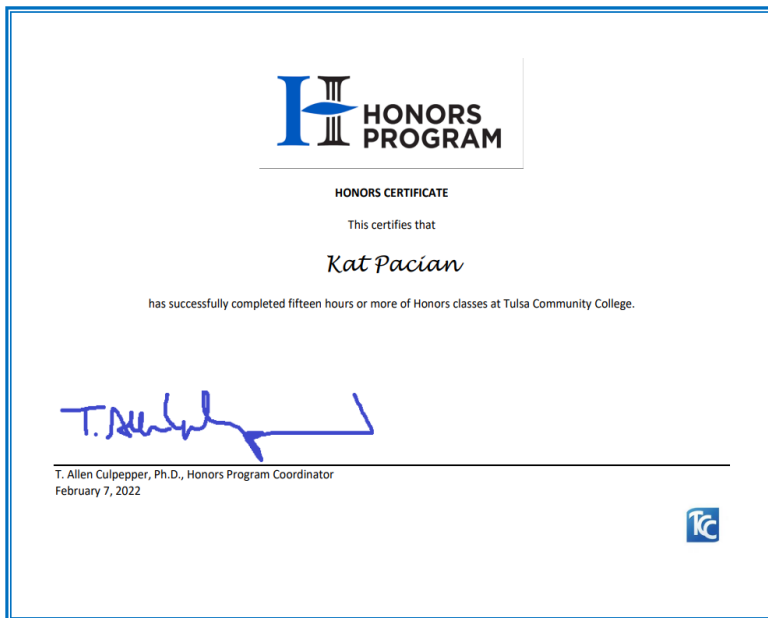 HONORS
PROGRAM
HONORS CERTIFICATE
This certifies that
Kat Pacian
has successfully completed fifteen hours or more of Honors classes at Tulsa Community College.
T. Allen Culpepper, Ph.D., Honors Program Coordinator
February 7, 2022
TCC